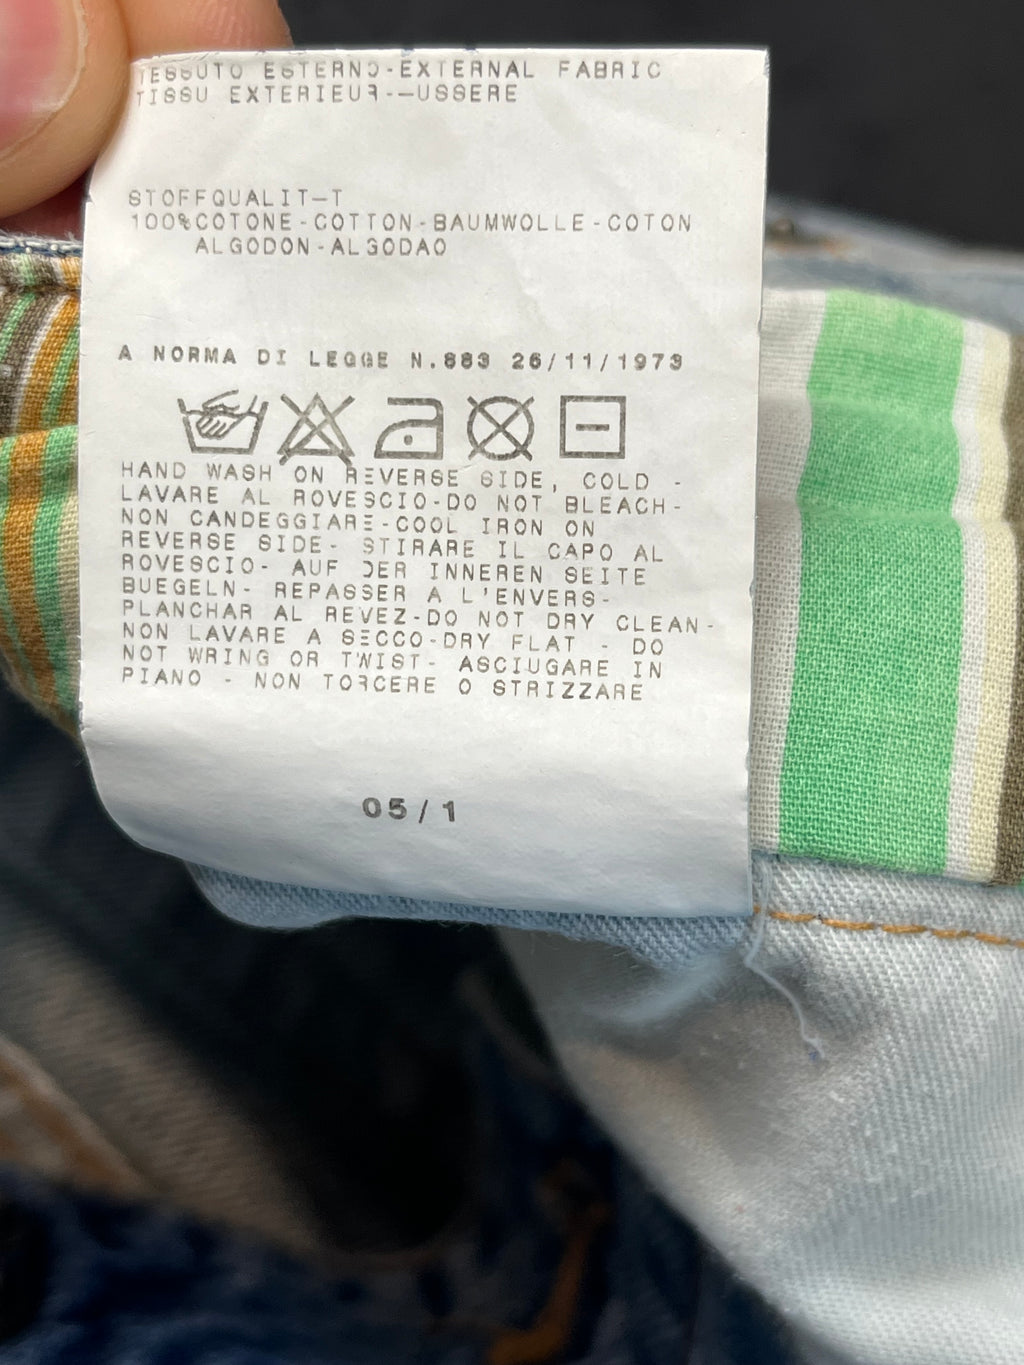 TESSUTO ESTERNO-EXTERNAL FABRIC
TISSU EXTERIEUR-—USSERE
STOFFQUALIT—T
100%COTONE-COTTON-BAUMWOLLE-COTON
ALGODON-ALGODAO
A NORMA DI LEGGE N.883 26/11/1973
HAND WASH ON REVERSE SIDE, COLD -
LAVARE AL ROVESCIO-DO NOT BLEACH-
NON CANDEGGIARE-COOL IRON ON
REVERSE SIDE- STIRARE IL CAPO AL
ROVESCIO- AUF DER INNEREN SEITE
BUEGELN- REPASSER A L'ENVERS-
PLANCHAR AL REVEZ-DO NOT DRY CLEAN-
NON LAVARE A SECCO-DRY FLAT - DO
NOT WRING OR TWIST- ASCIUGARE IN
PIANO - NON TORCERE O STRIZZARE
05/1